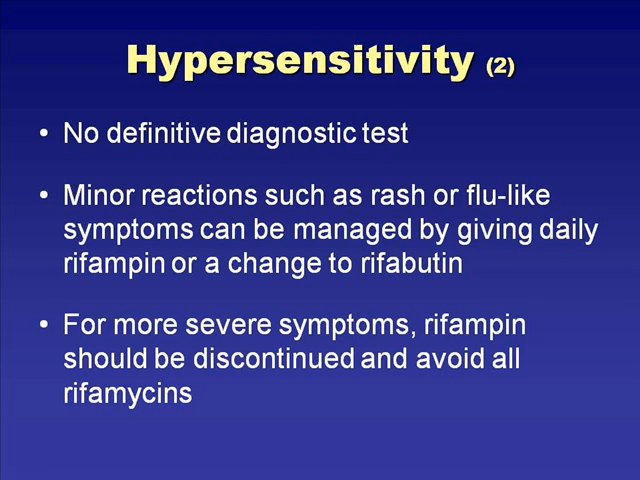 Hypersensitivity (2)
• No definitive diagnostic test
• Minor reactions such as rash or flu-like
symptoms can be managed by giving daily
rifampin or a change to rifabutin
• For more severe symptoms, rifampin
should be discontinued and avoid all
rifamycins